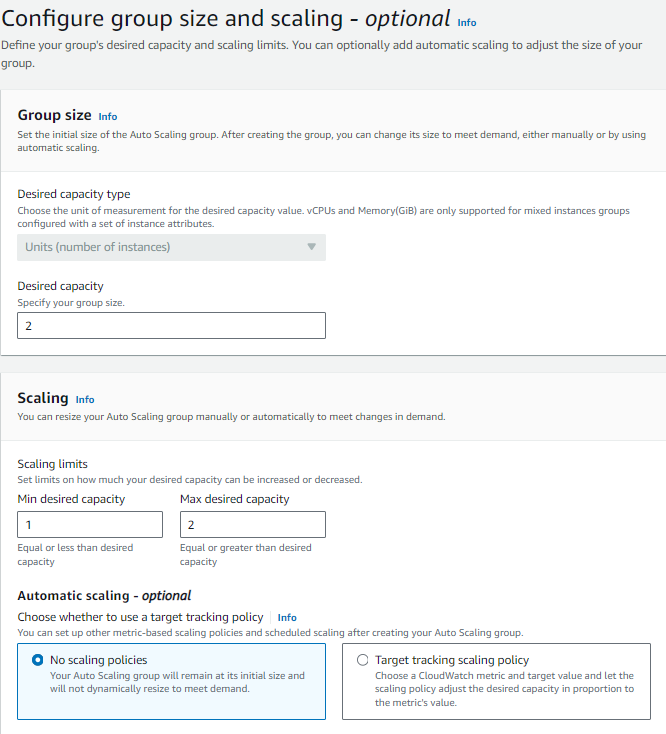 Configure group size and scaling - optional Info
Define your group's desired capacity and scaling limits. You can optionally add automatic scaling to adjust the size of your
group.
Group size Info
Set the initial size of the Auto Scaling group. After creating the group, you can change its size to meet demand, either manually or by using
automatic scaling.
Desired capacity type
Choose the unit of measurement for the desired capacity value. vCPUs and Memory(GiB) are only supported for mixed instances groups
configured with a set of instance attributes.
Units (number of instances)
Desired capacity
Specify your group size.
2
Scaling Info
You can resize your Auto Scaling group manually or automatically to meet changes in demand.
Scaling limits
Set limits on how much your desired capacity can be increased or decreased.
Min desired capacity
1
Equal or less than desired
capacity
Max desired capacity
2
Equal or greater than desired
capacity
Automatic scaling - optional
Choose whether to use a target tracking policy Info
You can set up other metric-based scaling policies and scheduled scaling after creating your Auto Scaling group.
No scaling policies
Your Auto Scaling group will remain at its initial size and
will not dynamically resize to meet demand.
Target tracking scaling policy
Choose a CloudWatch metric and target value and let the
scaling policy adjust the desired capacity in proportion to
the metric's value.